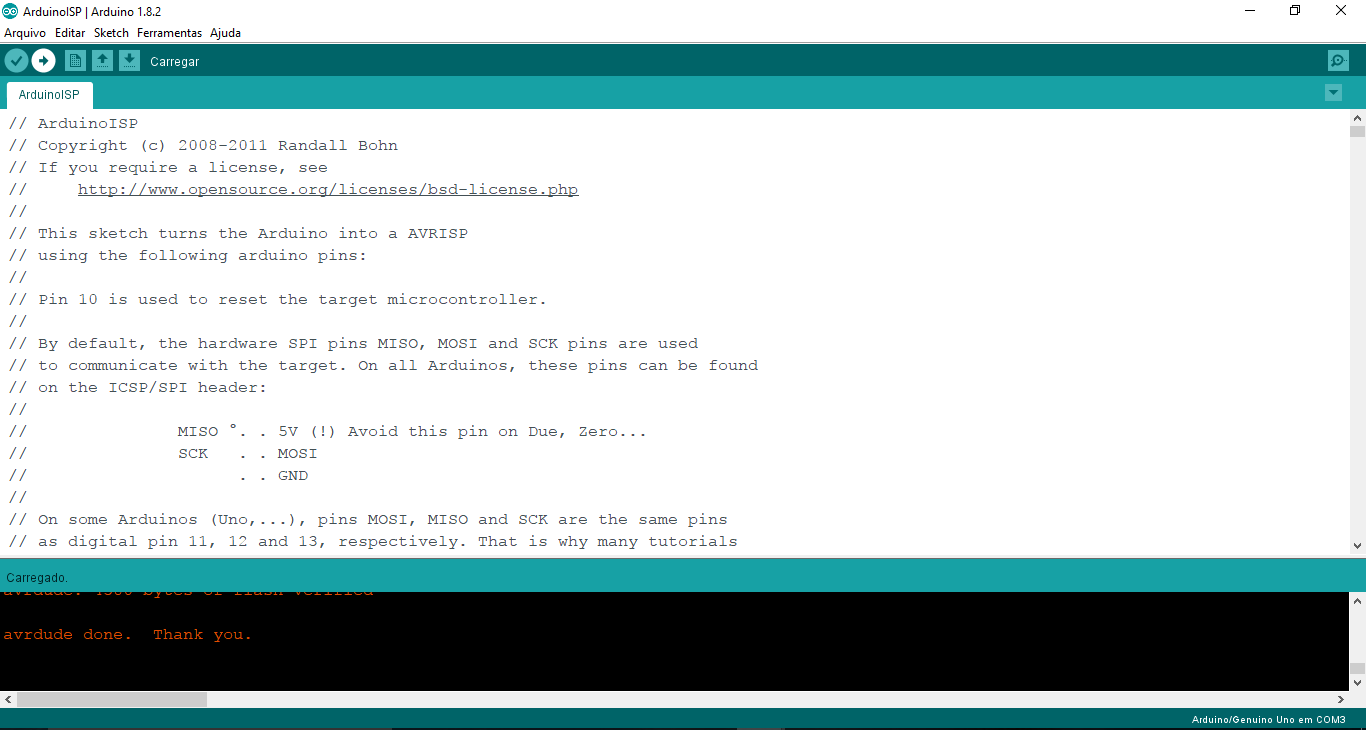 ArduinoISP | Arduino 1.8.2
Arquivo Editar Sketch Ferramentas Ajuda
Carregar
ArduinoISP
// ArduinoISP
// Copyright (c) 2008-2011 Randall Bohn
// If you require a license, see
//     http://www.opensource.org/licenses/bsd-license.php
//
// This sketch turns the Arduino into a AVRISP
// using the following arduino pins:
//
// Pin 10 is used to reset the target microcontroller.
//
// By default, the hardware SPI pins MISO, MOSI and SCK pins are used
// to communicate with the target. On all Arduinos, these pins can be found
// on the ICSP/SPI header:
//
//               MISO °. . 5V (!) Avoid this pin on Due, Zero...
//               SCK   . . MOSI
//                     . . GND
//
// On some Arduinos (Uno,...), pins MOSI, MISO and SCK are the same pins
// as digital pin 11, 12 and 13, respectively. That is why many tutorials
Carregado.
avrdude: bytes of flash verified
avrdude done.  Thank you.
Arduino/Genuino Uno em COM3